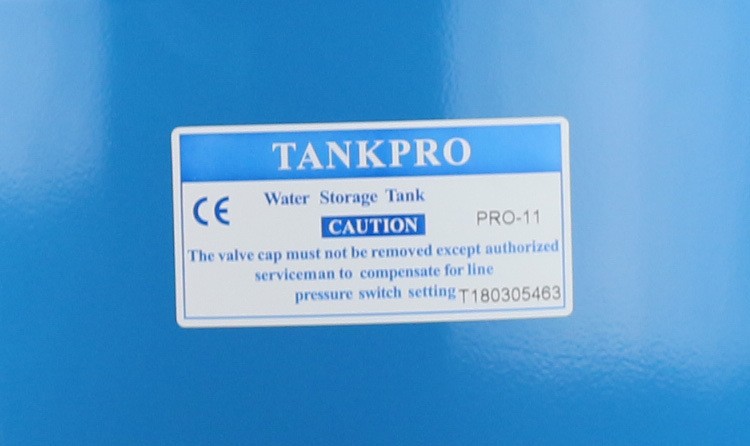 TANKPRO
CE
Water Storage Tank
CAUTION
PRO-11
The valve cap must not be removed except authorized
serviceman to compensate for line
pressure switch setting T180305463